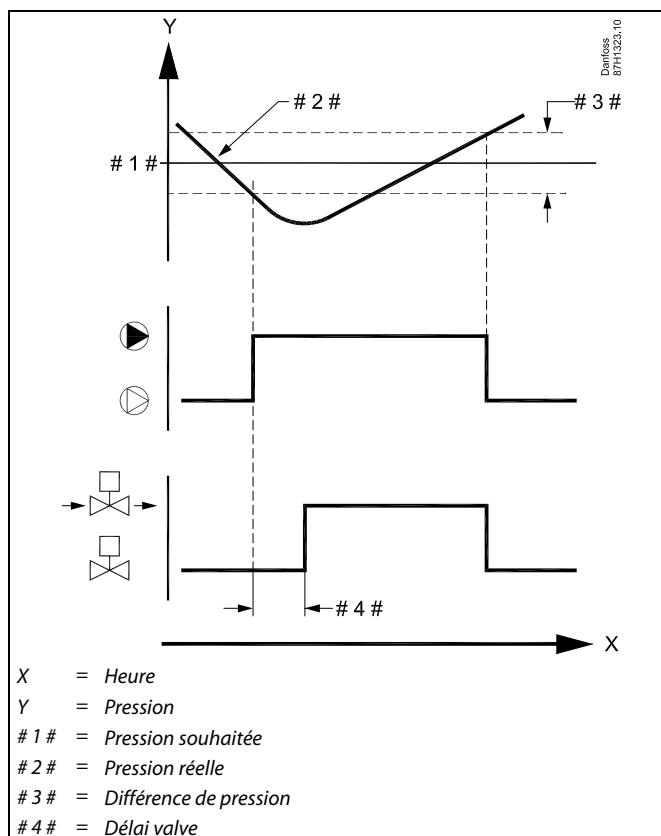 Y
Danfoss
87H1323.10
# 2 #
# 3 #
# 1 #
# 4 #
X
X = Heure
Y = Pression
# 1 # = Pression souhaitée
# 2 # = Pression réelle
# 3 # = Différence de pression
# 4 # = Délai valve